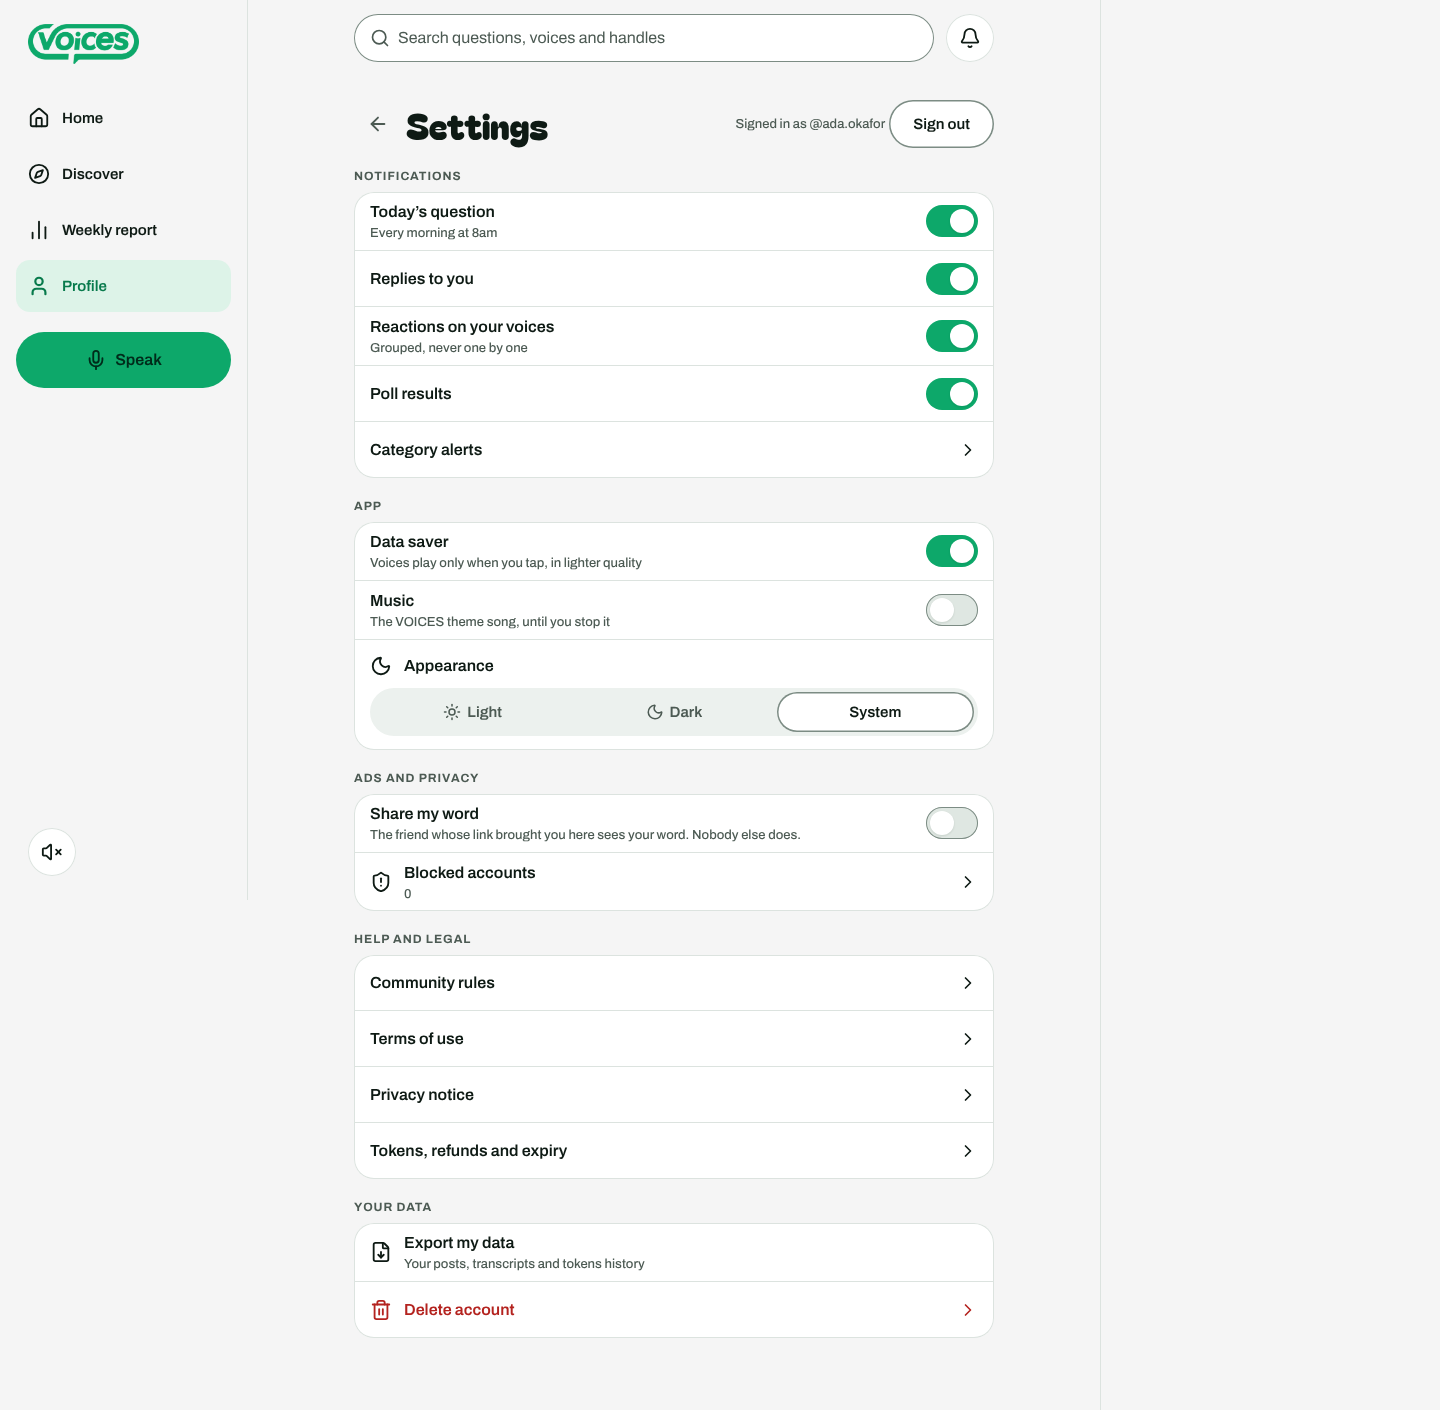 Voices
Search questions, voices and handles
Home
Discover
Weekly report
Profile
Speak
Settings
Signed in as @ada.okafor
Sign out
NOTIFICATIONS
Today’s question
Every morning at 8am
Replies to you
Reactions on your voices
Grouped, never one by one
Poll results
Category alerts
APP
Data saver
Voices play only when you tap, in lighter quality
Music
The VOICES theme song, until you stop it
Appearance
Light
Dark
System
ADS AND PRIVACY
Share my word
The friend whose link brought you here sees your word. Nobody else does.
Blocked accounts
0
HELP AND LEGAL
Community rules
Terms of use
Privacy notice
Tokens, refunds and expiry
YOUR DATA
Export my data
Your posts, transcripts and tokens history
Delete account